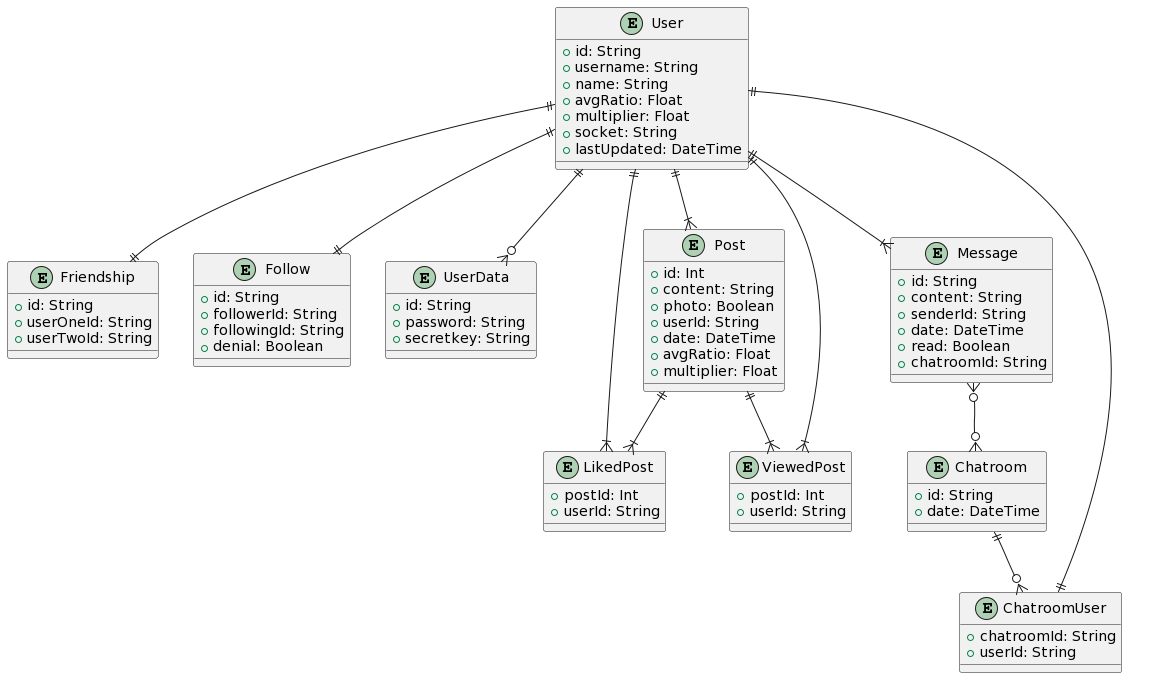 E User
id: String
username: String
name: String
avgRatio: Float
multiplier: Float
socket: String
lastUpdated: DateTime
E Friendship
id: String
userOneId: String
userTwoId: String
E Follow
id: String
followerId: String
followingId: String
denial: Boolean
E UserData
id: String
password: String
secretkey: String
E Post
id: Int
content: String
photo: Boolean
userId: String
date: DateTime
avgRatio: Float
multiplier: Float
E Message
id: String
content: String
senderId: String
date: DateTime
read: Boolean
chatroomId: String
E LikedPost
postId: Int
userId: String
E ViewedPost
postId: Int
userId: String
E Chatroom
id: String
date: DateTime
E ChatroomUser
chatroomId: String
userId: String